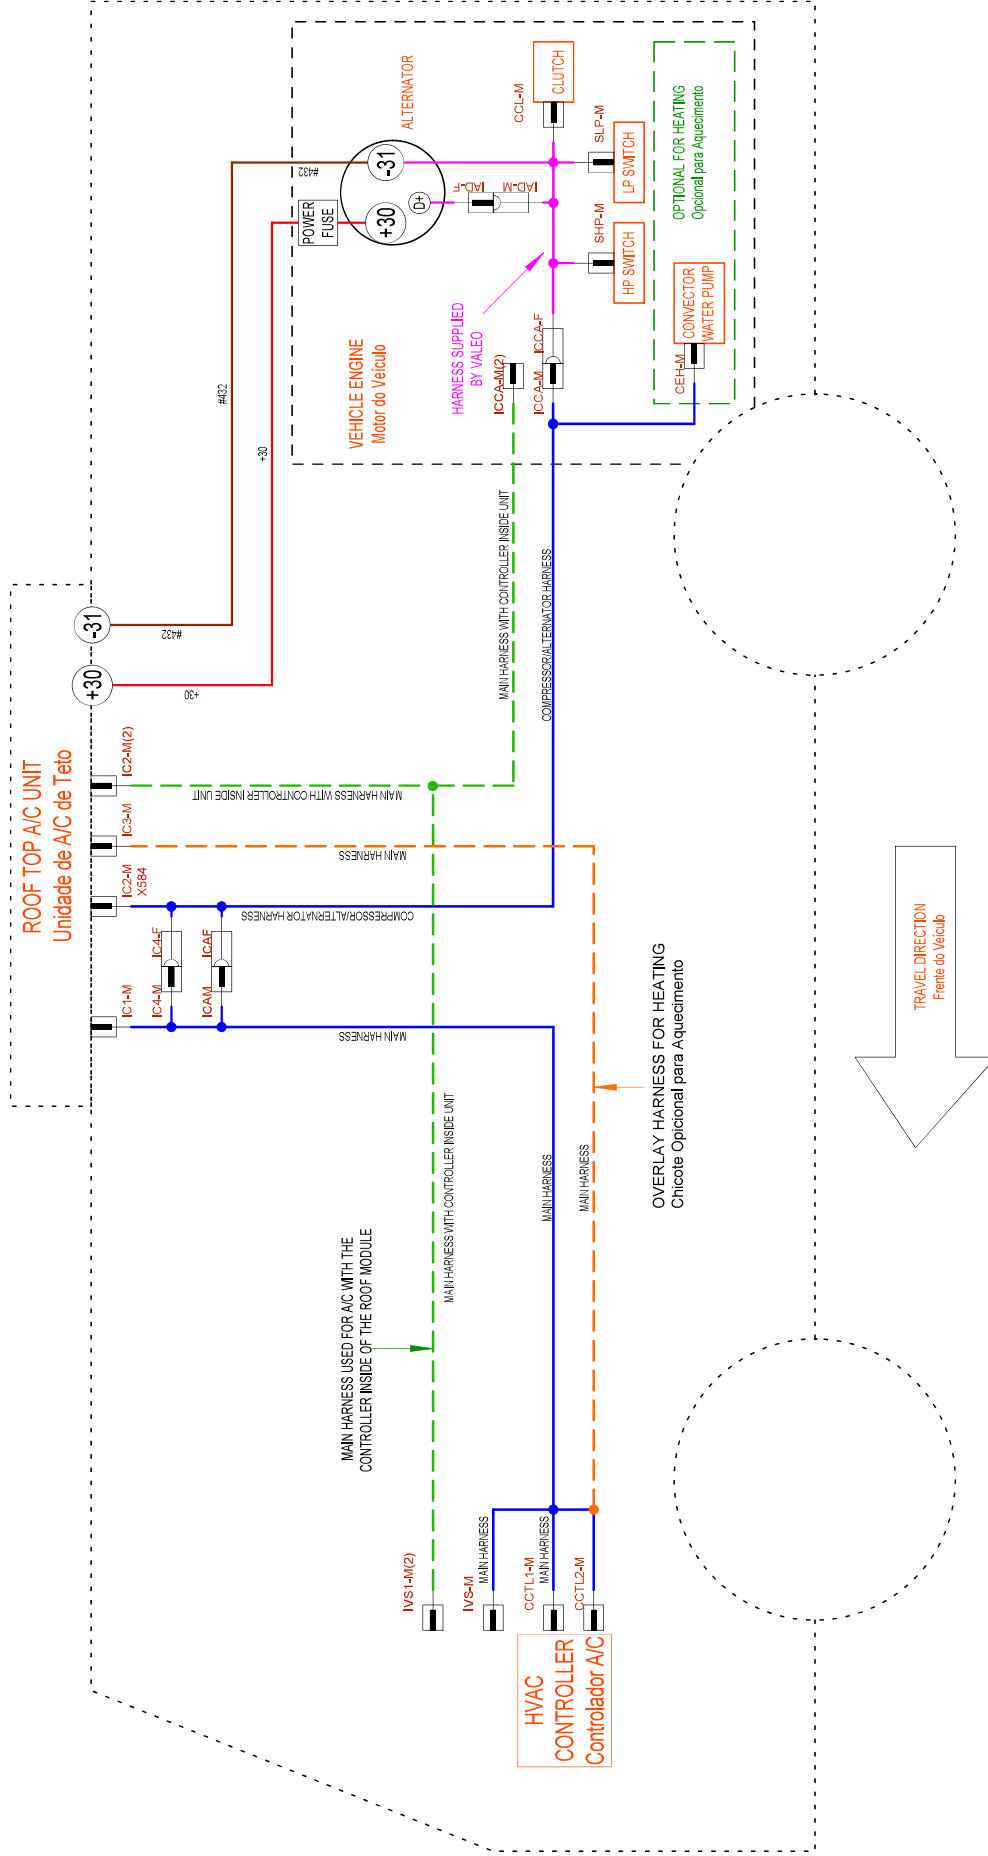 ROOF TOP A/C UNIT
Unidade de A/C de Teto
-31
+30
#432
+30
#432
+30
#432
IC2-M(2)
IC3-M
IC2-M
X584
IC1-M
IC4-F
IC4-M
ICAF
ICAM
MAIN HARNESS WITH CONTROLLER INSIDE UNIT
MAIN HARNESS
COMPRESSOR/ALTERNATOR HARNESS
MAIN HARNESS
POWER
FUSE
ALTERNATOR
-31
+30
D+
IAD-F
IAD-M
CCL-M
CLUTCH
SLP-M
LP SWITCH
SHP-M
HP SWITCH
OPTIONAL FOR HEATING
Opcional para Aquecimento
CONVECTOR
WATER PUMP
CEH-M
VEHICLE ENGINE
Motor do Veículo
HARNESS SUPPLIED
BY VALEO
ICCA-M(2)
ICCA-F
ICCA-M
MAIN HARNESS WITH CONTROLLER INSIDE UNIT
COMPRESSOR/ALTERNATOR HARNESS
MAIN HARNESS WITH CONTROLLER INSIDE UNIT
MAIN HARNESS
MAIN HARNESS
OVERLAY HARNESS FOR HEATING
Chicote Opicional para Aquecimento
MAIN HARNESS USED FOR A/C WITH THE
CONTROLLER INSIDE OF THE ROOF MODULE
TRAVEL DIRECTION
Frente do Veiculo
IVS1-M(2)
IVS-M
MAIN HARNESS
CCTL1-M
MAIN HARNESS
CCTL2-M
HVAC
CONTROLLER
Controlador A/C